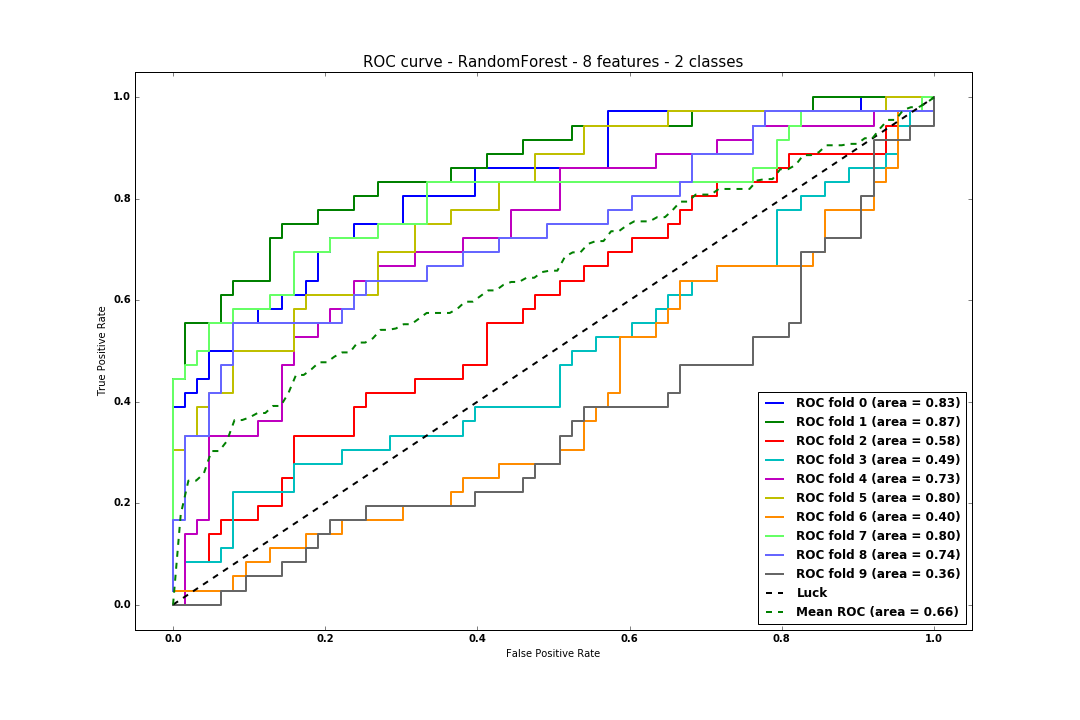 ROC curve - RandomForest - 8 features - 2 classes
1.0
0.8
0.6
0.4
0.2
0.0
True Positive Rate
0.0 0.2 0.4 0.6 0.8 1.0
False Positive Rate
ROC fold 0 (area = 0.83)
ROC fold 1 (area = 0.87)
ROC fold 2 (area = 0.58)
ROC fold 3 (area = 0.49)
ROC fold 4 (area = 0.73)
ROC fold 5 (area = 0.80)
ROC fold 6 (area = 0.40)
ROC fold 7 (area = 0.80)
ROC fold 8 (area = 0.74)
ROC fold 9 (area = 0.36)
Luck
Mean ROC (area = 0.66)